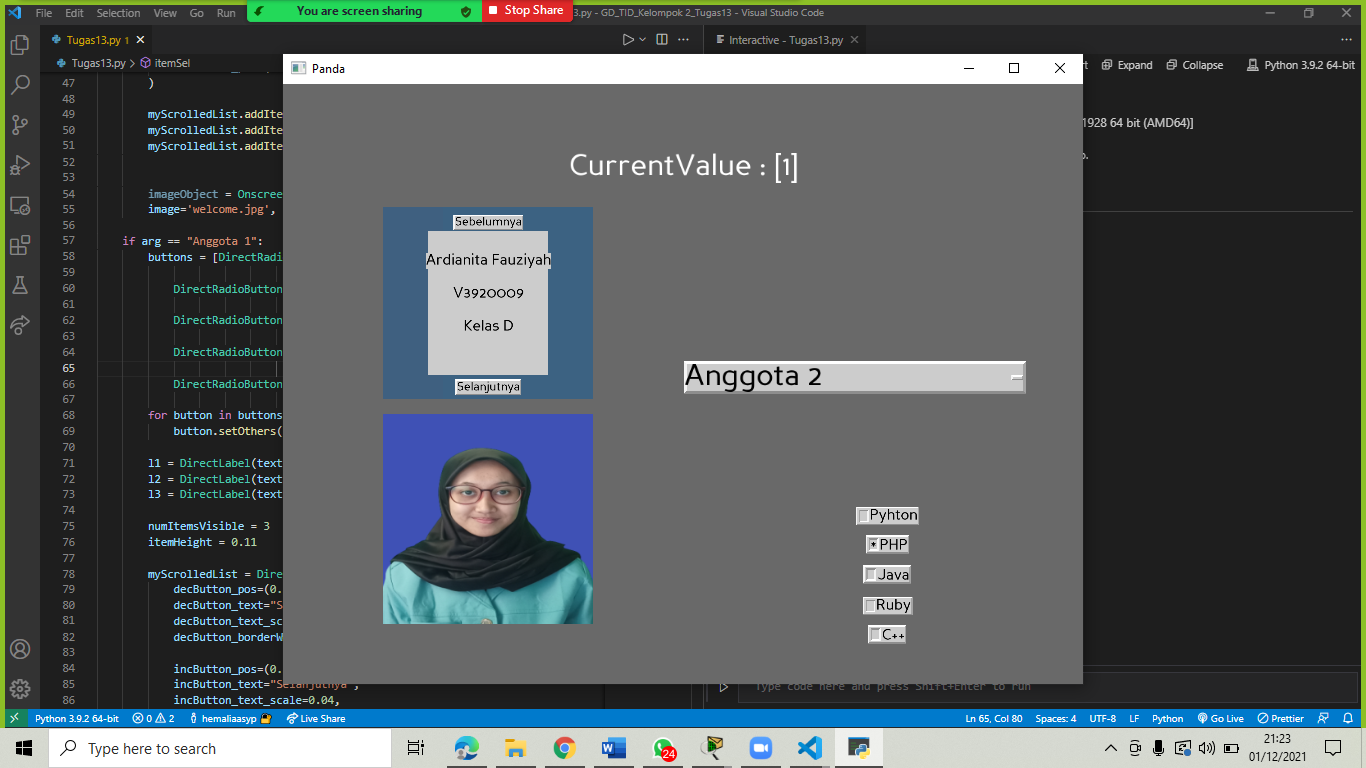 You are screen sharing
Stop Share
File Edit Selection View Go Run
3.py - GD_TID_Kelompok 2_Tugas13 - Visual Studio Code
Tugas13.py 1
Interactive - Tugas13.py
Tugas13.py > itemSel
Expand Collapse Python 3.9.2 64-bit
Panda
1928 64 bit (AMD64)]
47 )
48
49 myScrolledList.addIte
50 myScrolledList.addIte
51 myScrolledList.addIte
52
53
54 imageObject = Onscree
55 image='welcome.jpg',
56
57 if arg == "Anggota 1":
58 buttons = [DirectRadi
59
60 DirectRadioButton
61
62 DirectRadioButton
63
64 DirectRadioButton
65
66 DirectRadioButton
67
68 for button in buttons
69 button.setOthers(
70
71 l1 = DirectLabel(text
72 l2 = DirectLabel(text
73 l3 = DirectLabel(text
74
75 numItemsVisible = 3
76 itemHeight = 0.11
77
78 myScrolledList = Dire
79 decButton_pos=(0.
80 decButton_text="S
81 decButton_text_sc
82 decButton_borderW
83
84 incButton_pos=(0.
85 incButton_text="Selanjutnya",
86 incButton_text_scale=0.04,
CurrentValue : [1]
Sebelumnya
Ardianita Fauziyah
V3920009
Kelas D
Selanjutnya
Anggota 2
Pyhton
PHP
Java
Ruby
C++
Type code here and press Shift+Enter to run
Python 3.9.2 64-bit 0 2 hemaliaasyp Live Share
Ln 65, Col 80 Spaces: 4 UTF-8 LF Python Go Live Prettier
Type here to search
24
21:23
01/12/2021